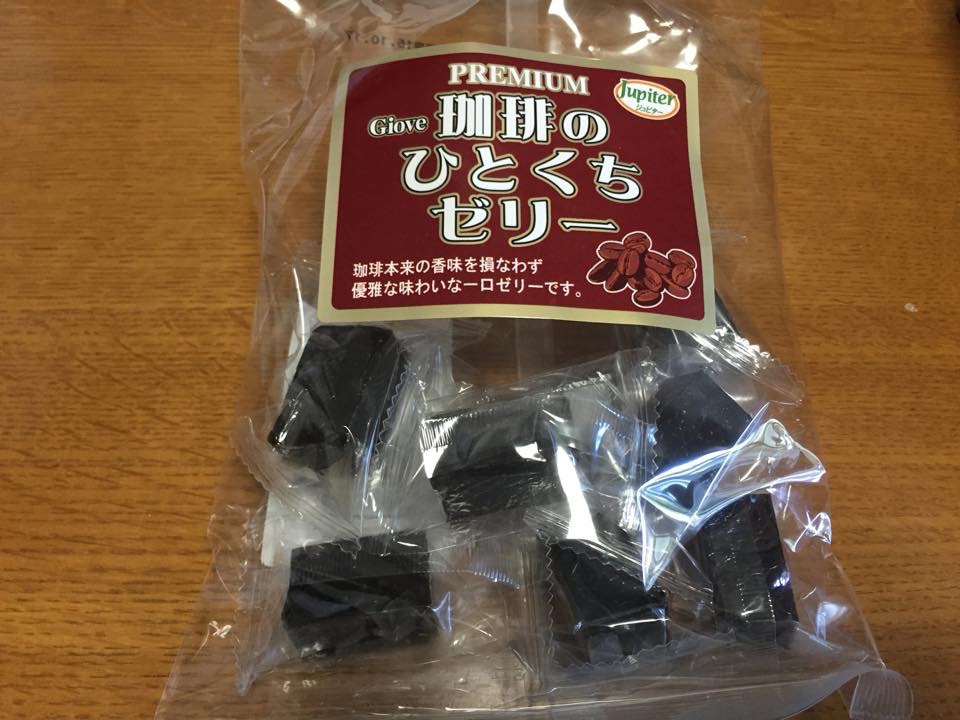 PREMIUM
Jupiter
ジュピター
Giove 珈琲の
ひとくち
ゼリー
珈琲本来の香味を損なわず
優雅な味わいな一口ゼリーです。